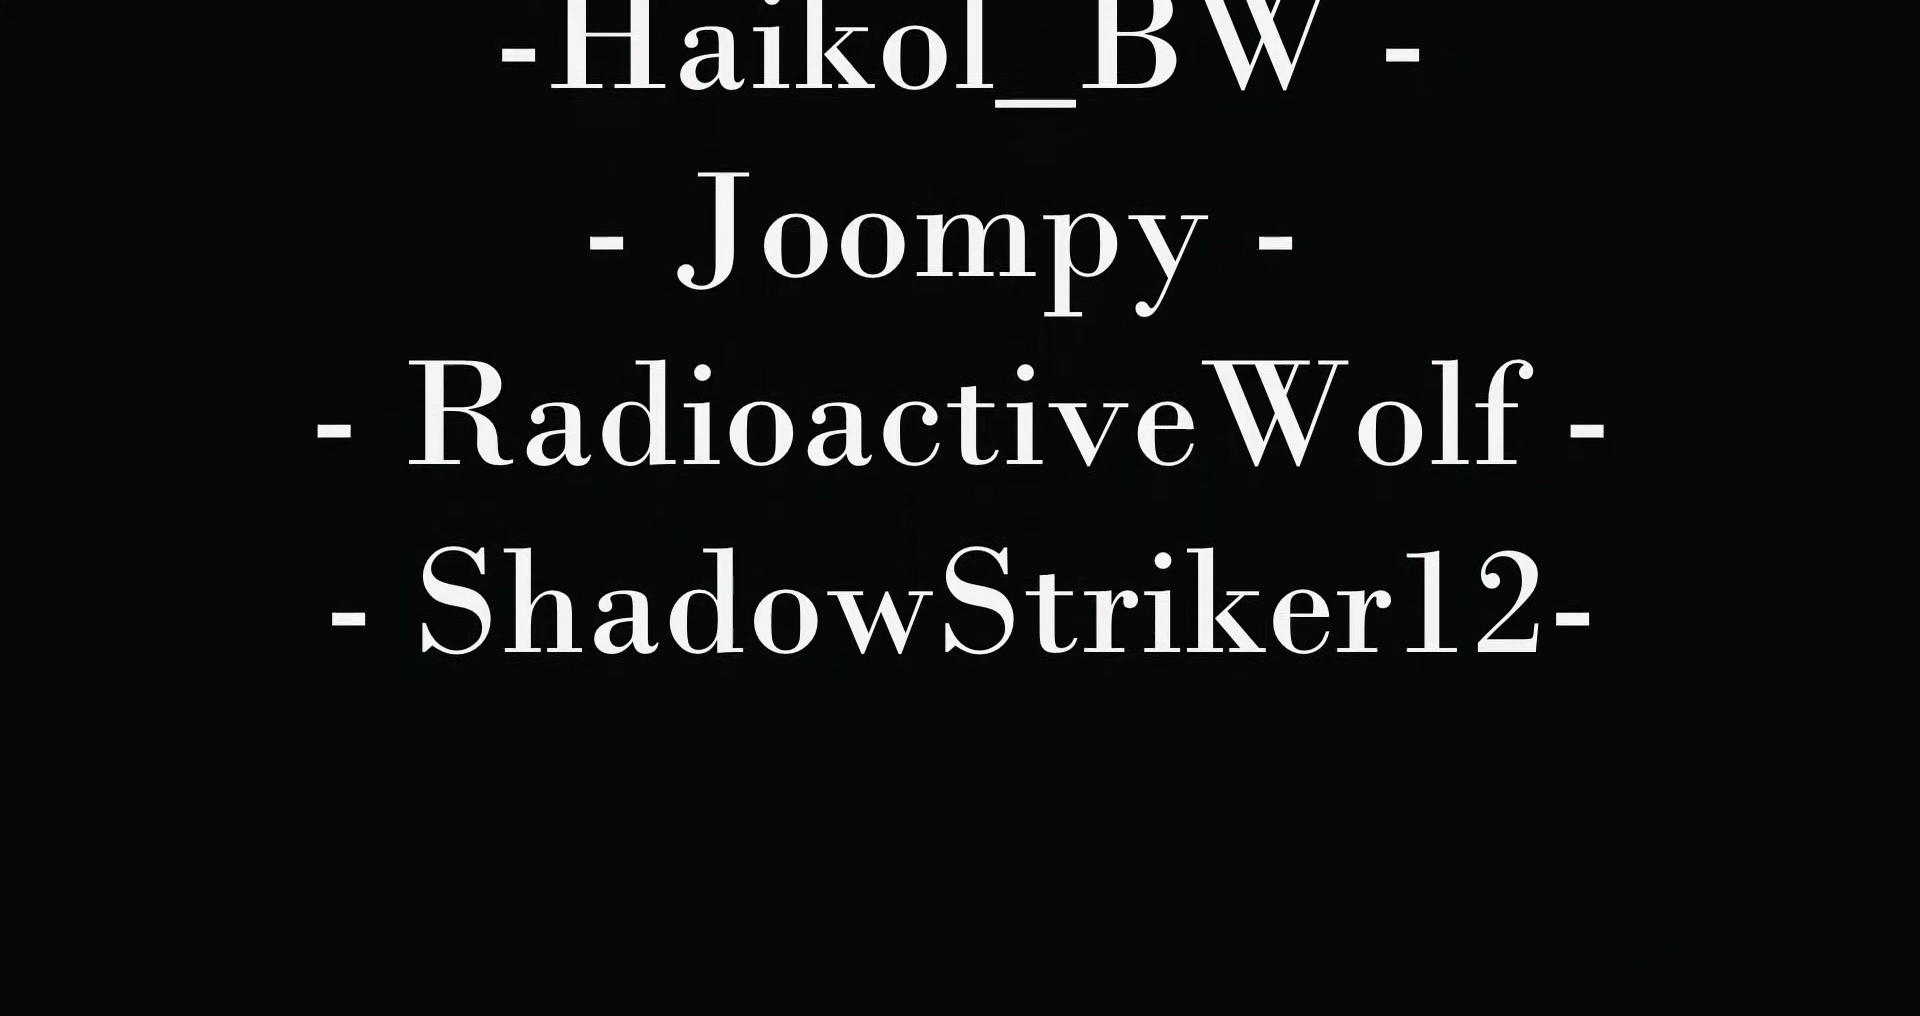 -Haikol_BW -
- Joompy -
- RadioactiveWolf -
- ShadowStriker12-